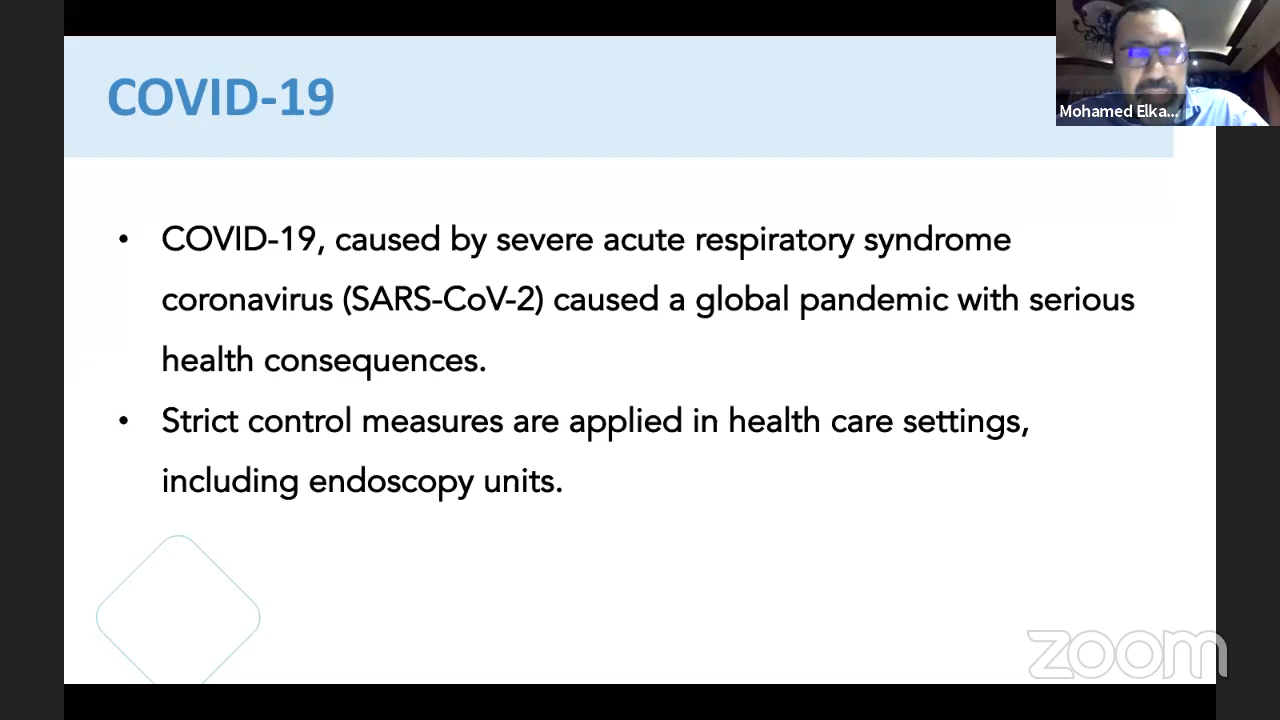 COVID-19
Mohamed Elka...
• COVID-19, caused by severe acute respiratory syndrome
coronavirus (SARS-CoV-2) caused a global pandemic with serious
health consequences.
• Strict control measures are applied in health care settings,
including endoscopy units.
zoom